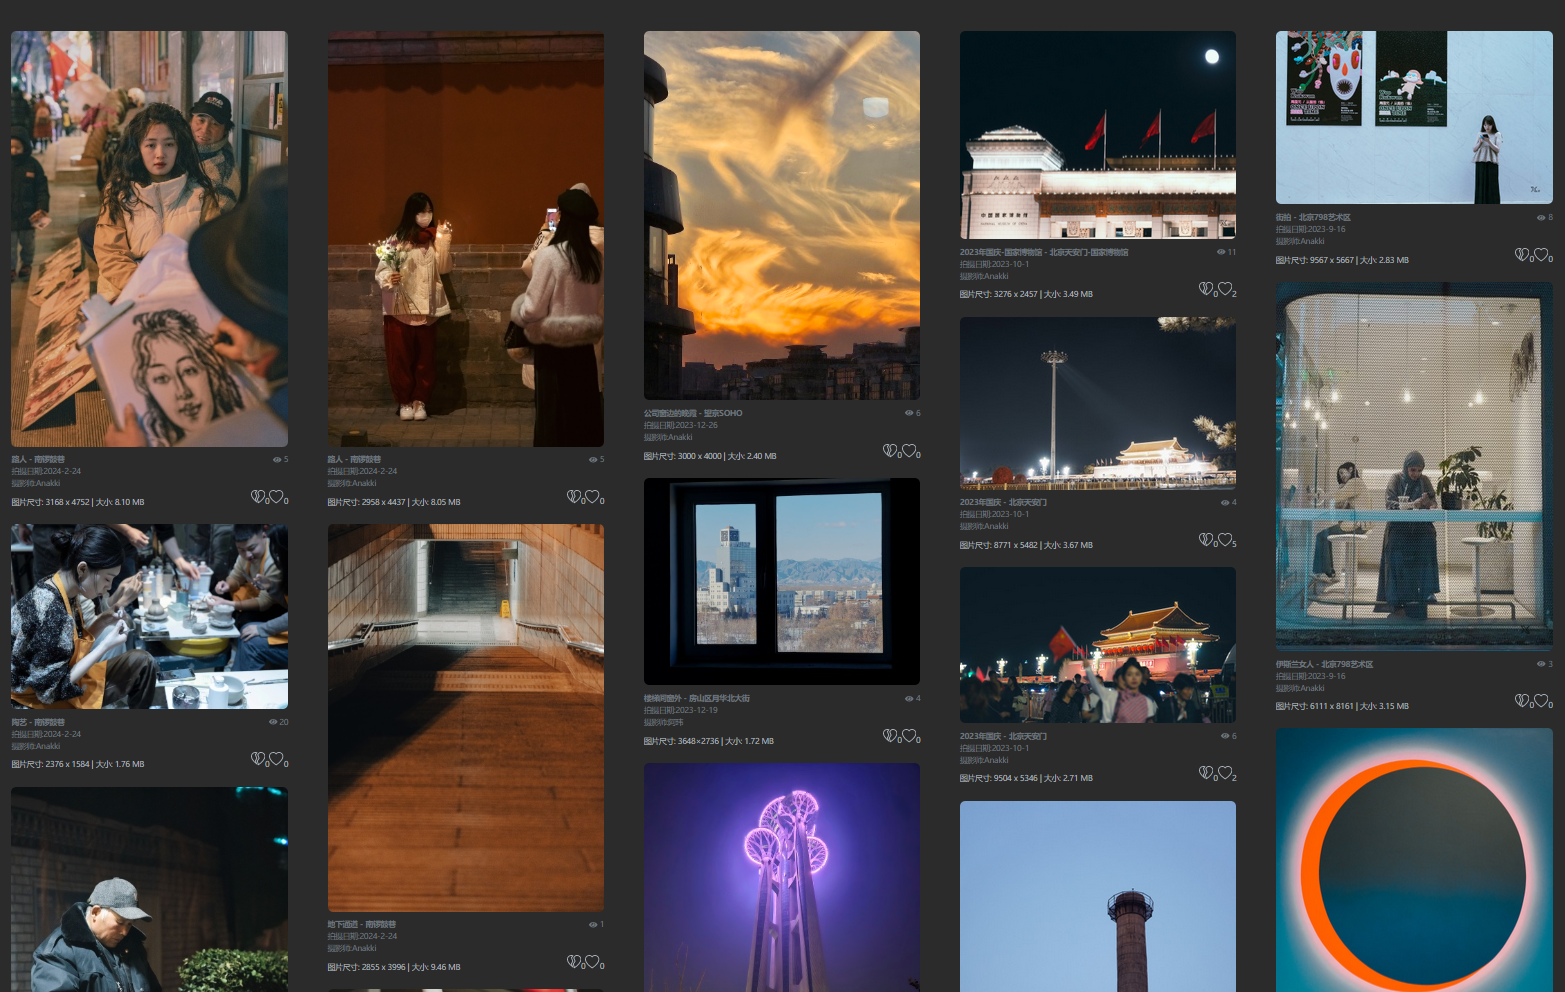 路人 - 南锣鼓巷
5
拍摄日期:2024-2-24
摄影师:Anakki
0
0
图片尺寸: 3168 x 4752 | 大小: 8.10 MB
陶艺 - 南锣鼓巷
20
拍摄日期:2024-2-24
摄影师:Anakki
0
0
图片尺寸: 2376 x 1584 | 大小: 1.76 MB
路人 - 南锣鼓巷
5
拍摄日期:2024-2-24
摄影师:Anakki
0
0
图片尺寸: 2958 x 4437 | 大小: 8.05 MB
地下通道 - 南锣鼓巷
1
拍摄日期:2024-2-24
摄影师:Anakki
0
0
图片尺寸: 2855 x 3996 | 大小: 9.46 MB
公司窗边的晚霞 - 望京SOHO
6
拍摄日期:2023-12-26
摄影师:Anakki
0
0
图片尺寸: 3000 x 4000 | 大小: 2.40 MB
楼梯间窗外 - 房山区月华北大街
4
拍摄日期:2023-12-19
摄影师:阿玮
0
0
图片尺寸: 3648×2736 | 大小: 1.72 MB
中国国家博物馆
2023年国庆-国家博物馆 - 北京天安门-国家博物馆
11
拍摄日期:2023-10-1
摄影师:Anakki
0
2
图片尺寸: 3276 x 2457 | 大小: 3.49 MB
2023年国庆 - 北京天安门
4
拍摄日期:2023-10-1
摄影师:Anakki
0
5
图片尺寸: 8771 x 5482 | 大小: 3.67 MB
2023年国庆 - 北京天安门
6
拍摄日期:2023-10-1
摄影师:Anakki
0
2
图片尺寸: 9504 x 5346 | 大小: 2.71 MB
ONCE UPON
ONCE UPON
街拍 - 北京798艺术区
8
拍摄日期:2023-9-16
摄影师:Anakki
0
0
图片尺寸: 9567 x 5667 | 大小: 2.83 MB
伊斯兰女人 - 北京798艺术区
3
拍摄日期:2023-9-16
摄影师:Anakki
0
0
图片尺寸: 6111 x 8161 | 大小: 3.15 MB